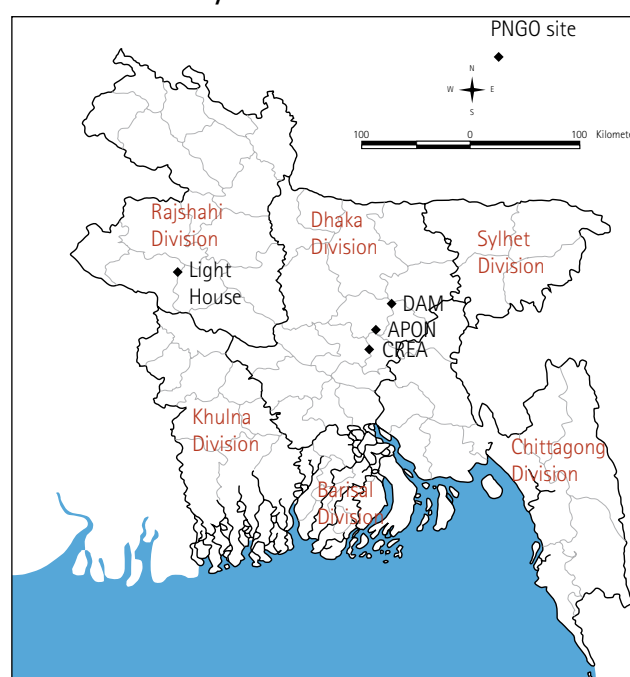 PNGO site
N
W E
S
100 0 100 Kilomete
Rajshahi
Division
Dhaka
Division
Sylhet
Division
Light
House
DAM
APON
CREA
Khulna
Division
Chittagong
Division
Barisal
Division